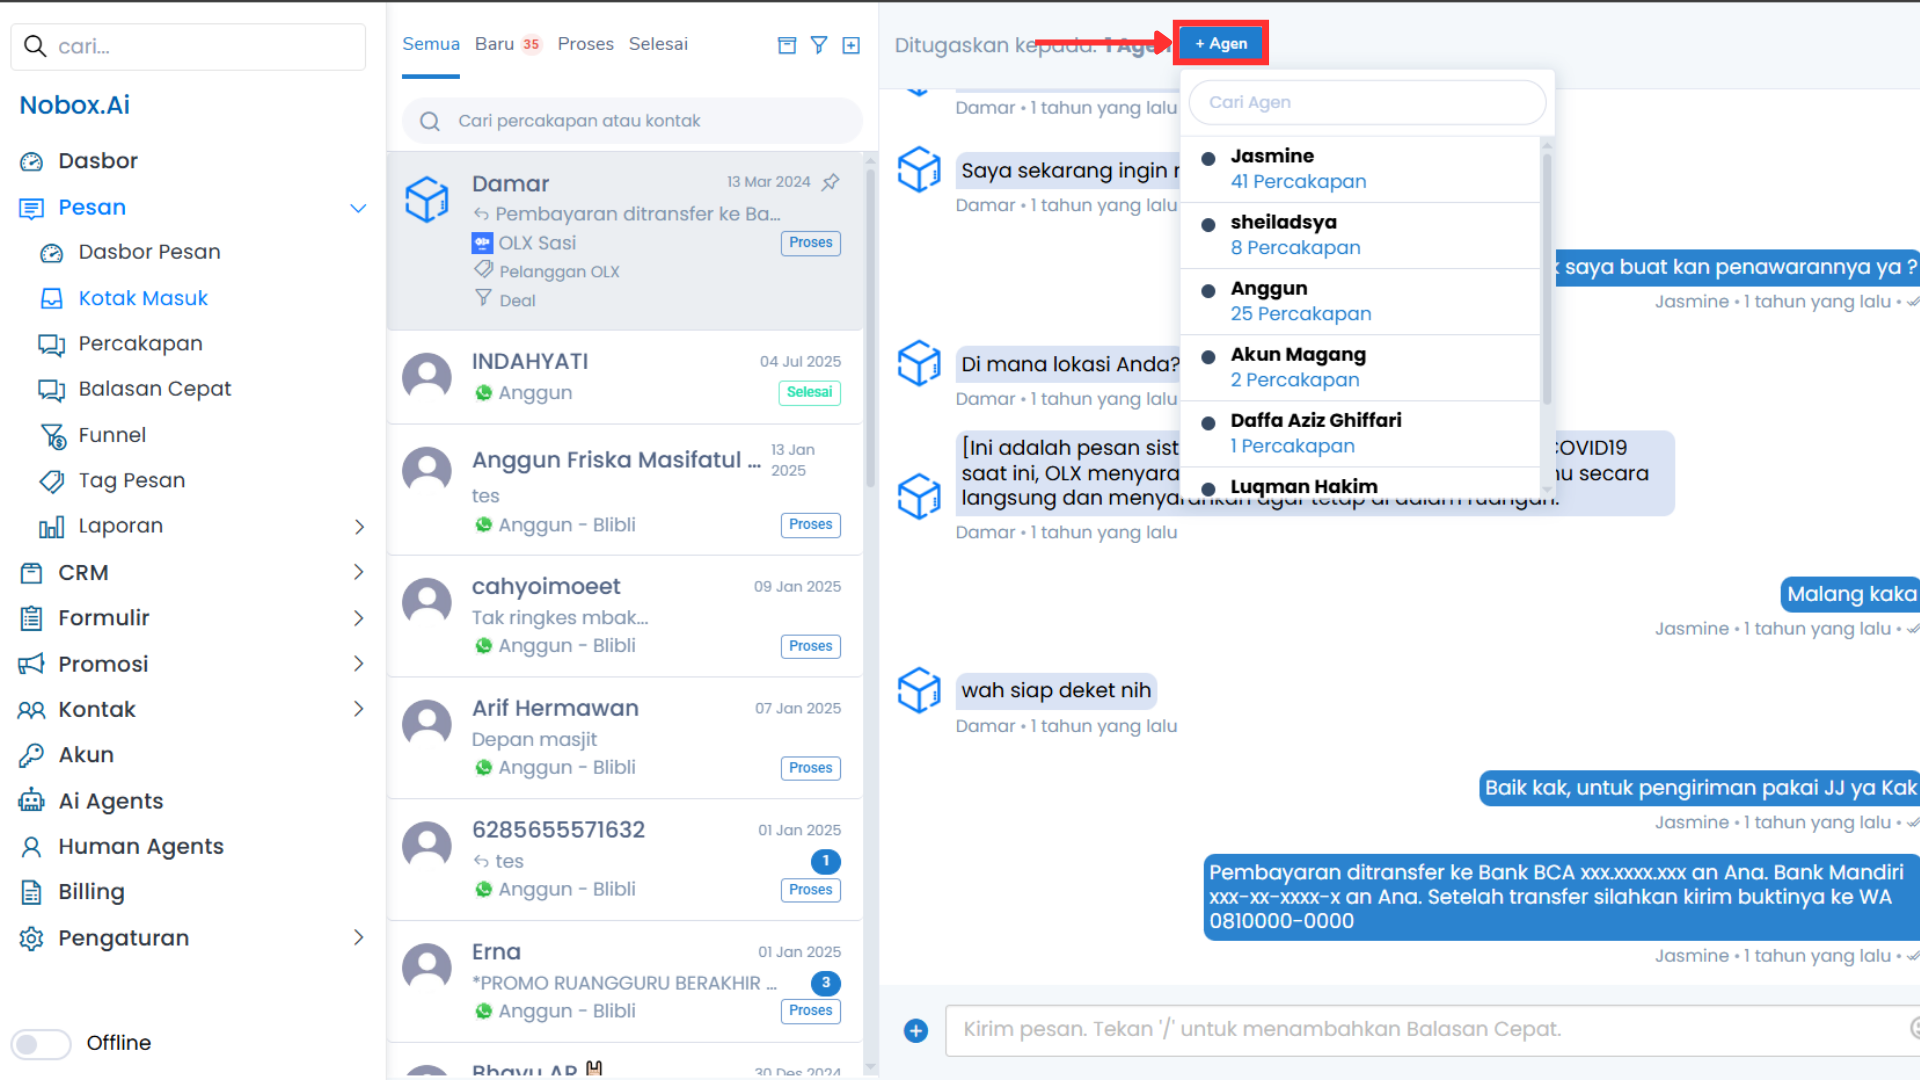 cari...
Nobox.Ai
Dasbor
Pesan
Dasbor Pesan
Kotak Masuk
Percakapan
Balasan Cepat
Funnel
Tag Pesan
Laporan
CRM
Formulir
Promosi
Kontak
Akun
Ai Agents
Human Agents
Billing
Pengaturan
Offline
Semua Baru 35 Proses Selesai
Cari percakapan atau kontak
Damar 13 Mar 2024
Pembayaran ditransfer ke Ba...
OLX Sasi Proses
Pelanggan OLX
Deal
INDAHYATI 04 Jul 2025
Anggun Selesai
Anggun Friska Masifatul ... 13 Jan 2025
tes
Anggun - Blibli Proses
cahyoimoeet 09 Jan 2025
Tak ringkes mbak...
Anggun - Blibli Proses
Arif Hermawan 07 Jan 2025
Depan masjit
Anggun - Blibli Proses
6285655571632 01 Jan 2025
tes 1
Anggun - Blibli Proses
Erna 01 Jan 2025
*PROMO RUANGGURU BERAKHIR ... 3
Anggun - Blibli Proses
Bhayu AR 30 Des 2024
Ditugaskan kepada: 1 Agen + Agen
Cari Agen
Jasmine
41 Percakapan
sheiladsya
8 Percakapan
Anggun
25 Percakapan
Akun Magang
2 Percakapan
Daffa Aziz Ghiffari
1 Percakapan
Luqman Hakim
Damar • 1 tahun yang lalu
Saya sekarang ingin
Damar • 1 tahun yang lalu
saya buat kan penawarannya ya ?
Jasmine • 1 tahun yang lalu •
Di mana lokasi Anda?
Damar • 1 tahun yang lalu
[Ini adalah pesan sist OVID19
saat ini, OLX menyara u secara
langsung dan menyarankan agar tetap di dalam ruangan.
Damar • 1 tahun yang lalu
Malang kaka
Jasmine • 1 tahun yang lalu •
wah siap deket nih
Damar • 1 tahun yang lalu
Baik kak, untuk pengiriman pakai JJ ya Kak
Jasmine • 1 tahun yang lalu •
Pembayaran ditransfer ke Bank BCA xxx.xxxx.xxx an Ana. Bank Mandiri
xxx-xx-xxxx-x an Ana. Setelah transfer silahkan kirim buktinya ke WA
0810000-0000
Jasmine • 1 tahun yang lalu •
Kirim pesan. Tekan '/' untuk menambahkan Balasan Cepat.